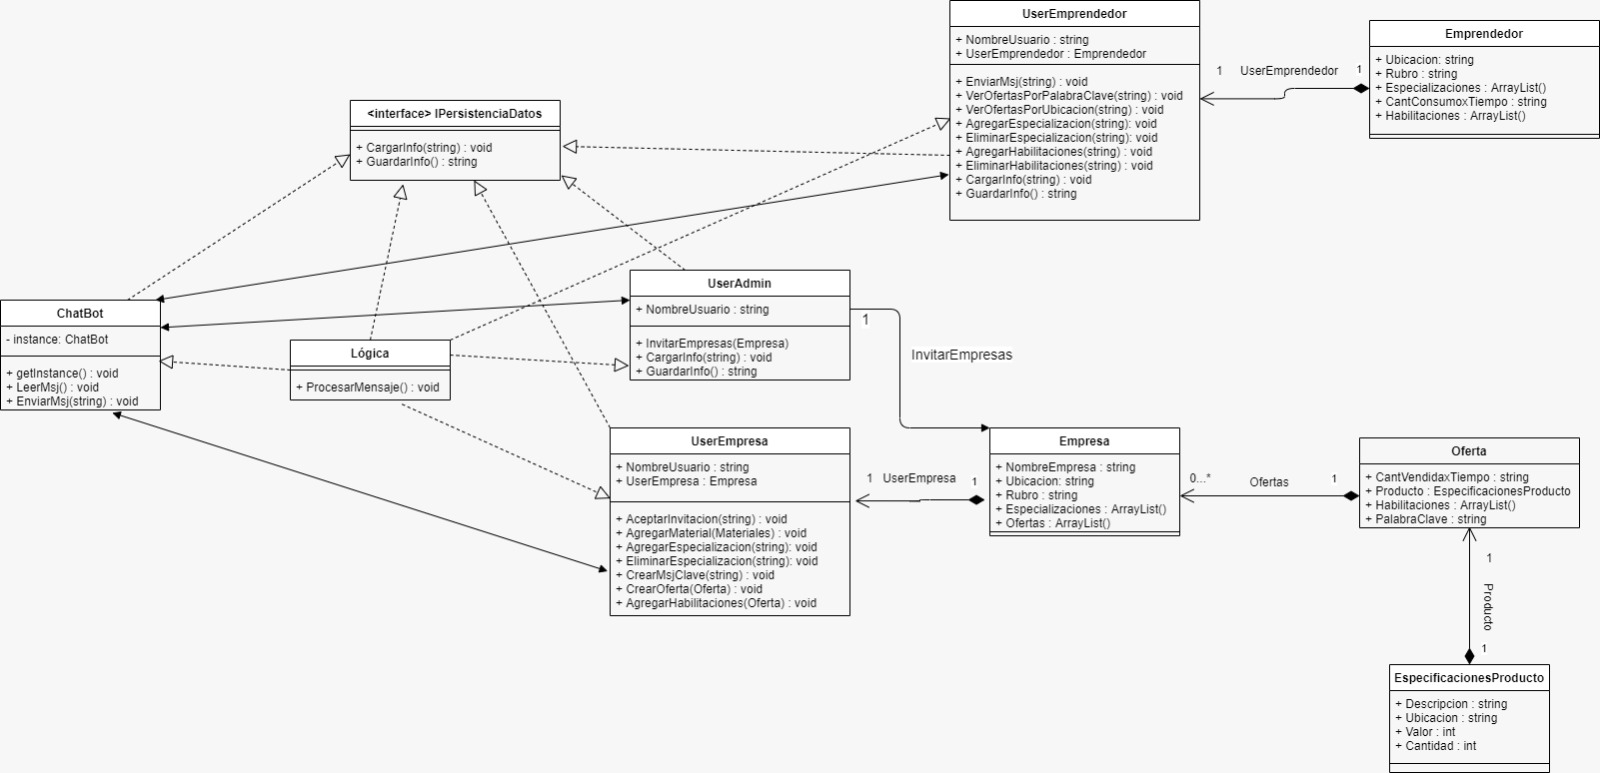 UserEmprendedor
+ NombreUsuario : string
+ UserEmprendedor : Emprendedor
+ EnviarMsj(string) : void
+ VerOfertasPorPalabraClave(string) : void
+ VerOfertasPorUbicacion(string) : void
+ AgregarEspecializacion(string): void
+ EliminarEspecializacion(string): void
+ AgregarHabilitaciones(string) : void
+ EliminarHabilitaciones(string) : void
+ CargarInfo(string) : void
+ GuardarInfo() : string
1
UserEmprendedor
1
Emprendedor
+ Ubicacion: string
+ Rubro : string
+ Especializaciones : ArrayList()
+ CantConsumoxTiempo : string
+ Habilitaciones : ArrayList()
<interface> IPersistenciaDatos
+ CargarInfo(string) : void
+ GuardarInfo() : string
ChatBot
- instance: ChatBot
+ getInstance() : void
+ LeerMsj() : void
+ EnviarMsj(string) : void
Lógica
+ ProcesarMensaje() : void
UserAdmin
+ NombreUsuario : string
+ InvitarEmpresas(Empresa)
+ CargarInfo(string) : void
+ GuardarInfo() : string
1
InvitarEmpresas
UserEmpresa
+ NombreUsuario : string
+ UserEmpresa : Empresa
+ AceptarInvitacion(string) : void
+ AgregarMaterial(Materiales) : void
+ AgregarEspecializacion(string): void
+ EliminarEspecializacion(string): void
+ CrearMsjClave(string) : void
+ CrearOferta(Oferta) : void
+ AgregarHabilitaciones(Oferta) : void
1
UserEmpresa
1
Empresa
+ NombreEmpresa : string
+ Ubicacion: string
+ Rubro : string
+ Especializaciones : ArrayList()
+ Ofertas : ArrayList()
0...*
Ofertas
1
Oferta
+ CantVendidaxTiempo : string
+ Producto : EspecificacionesProducto
+ Habilitaciones : ArrayList()
+ PalabraClave : string
1
Producto
1
EspecificacionesProducto
+ Descripcion : string
+ Ubicacion : string
+ Valor : int
+ Cantidad : int